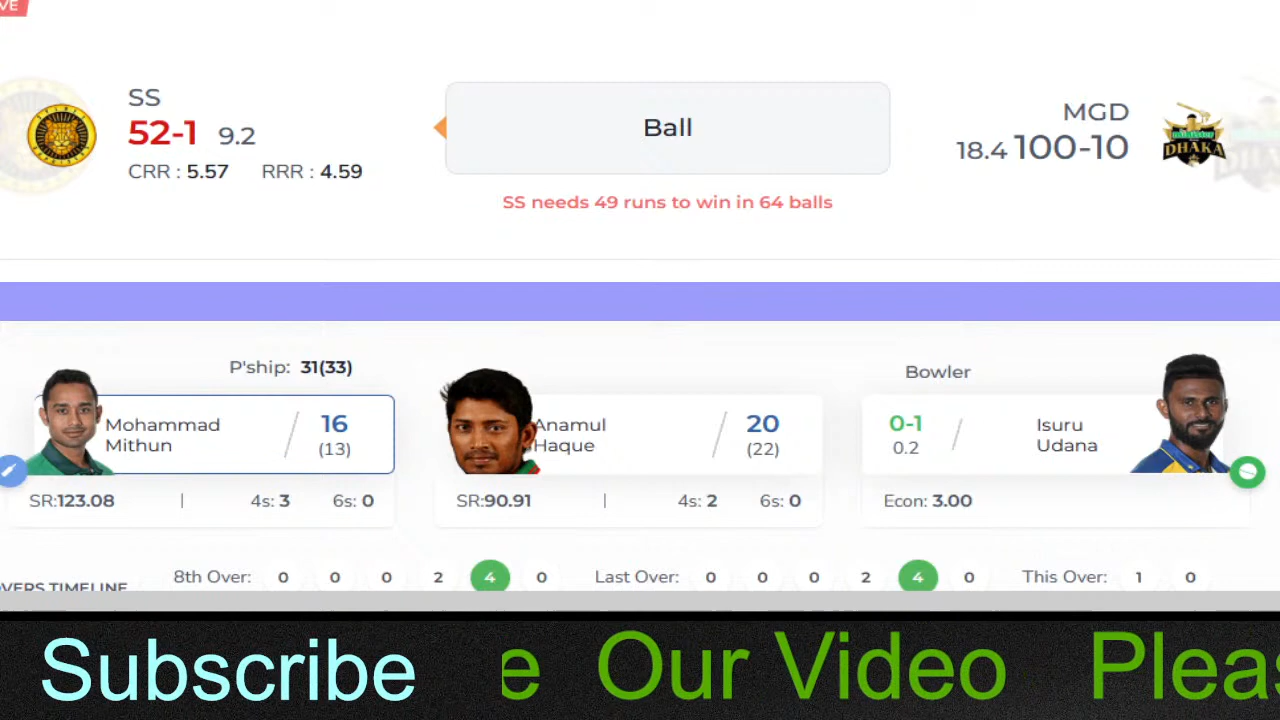 VE
SS
52-1 9.2
CRR : 5.57 RRR : 4.59
Ball
SS needs 49 runs to win in 64 balls
MGD
18.4 100-10
DHAKA
P'ship: 31(33)
Mohammad
Mithun
16
(13)
SR:123.08 | 4s: 3 6s: 0
Anamul
Haque
20
(22)
SR:90.91 | 4s: 2 6s: 0
Bowler
0-1
0.2
Isuru
Udana
Econ: 3.00
OVERS TIMELINE
8th Over: 0 0 0 2 4 0 Last Over: 0 0 0 2 4 0 This Over: 1 0
Subscribe e Our Video Pleas